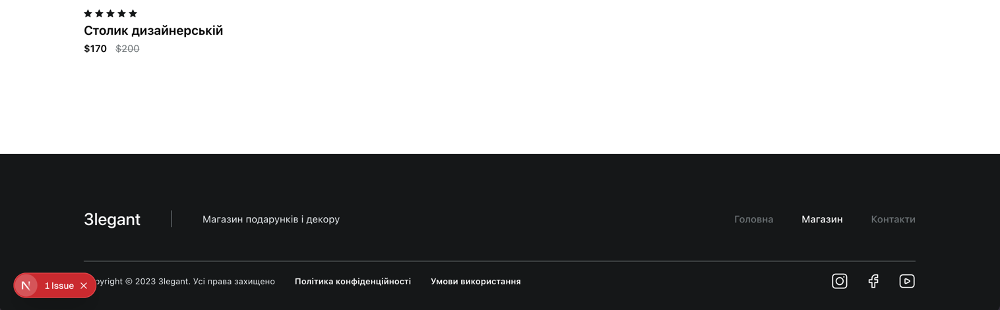 Столик дизайнерській
$170 $200
3legant
Магазин подарунків і декору
Головна Магазин Контакти
N 1 Issue
pyright © 2023 3legant. Усі права захищено Політика конфіденційності Умови використання